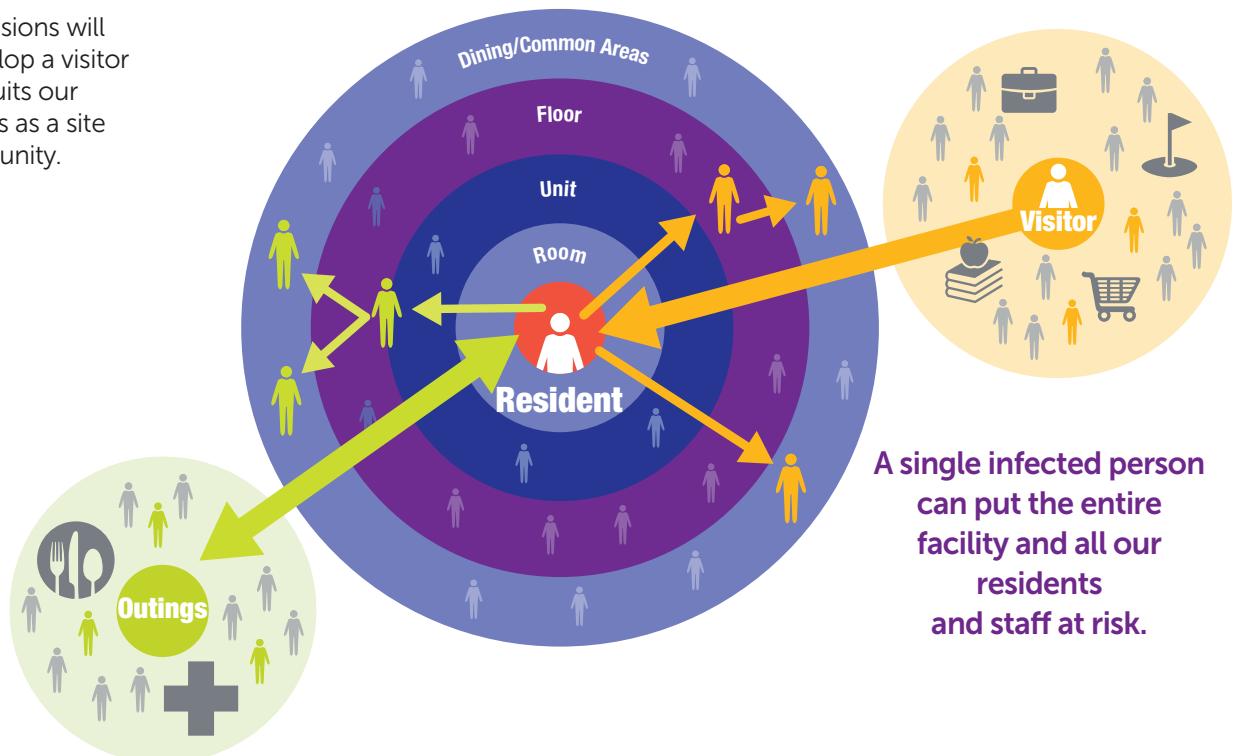 sions will
lop a visitor
uits our
s as a site
unity.
Dining/Common Areas
Floor
Unit
Room
Resident
Visitor
Outings
A single infected person
can put the entire
facility and all our
residents
and staff at risk.